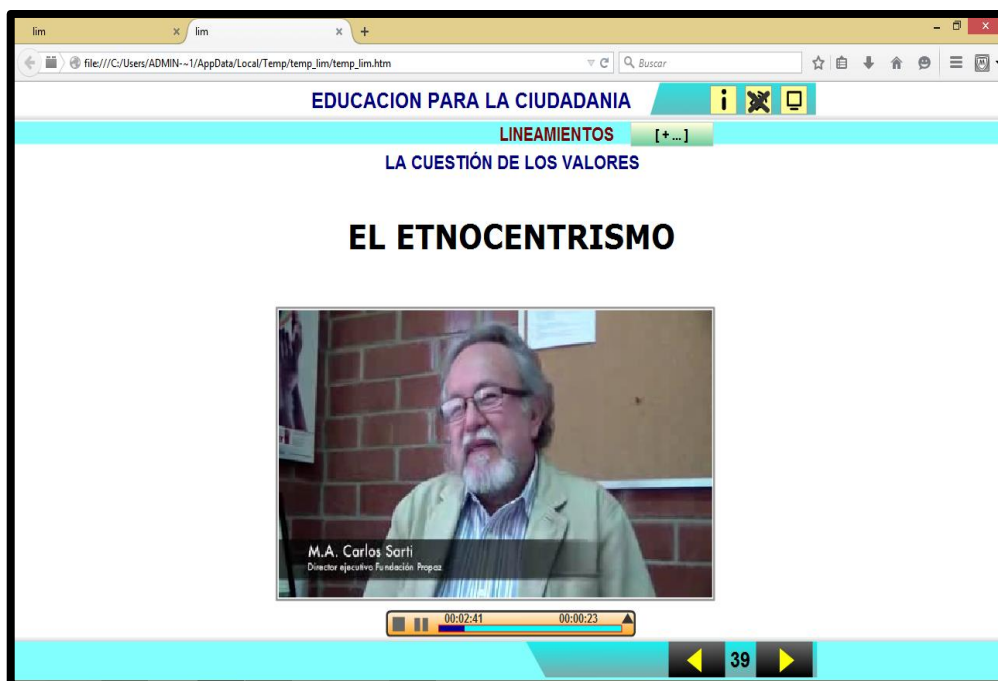 lim
lim
file:///C:/Users/ADMIN-~1/AppData/Local/Temp/temp_lim/temp_lim.htm
Buscar
EDUCACION PARA LA CIUDADANIA
i
LINEAMIENTOS
[+...]
LA CUESTIÓN DE LOS VALORES
EL ETNOCENTRISMO
M.A. Carlos Sarti
Director ejecutivo Fundación Propaz
00:02:41 00:00:23
39